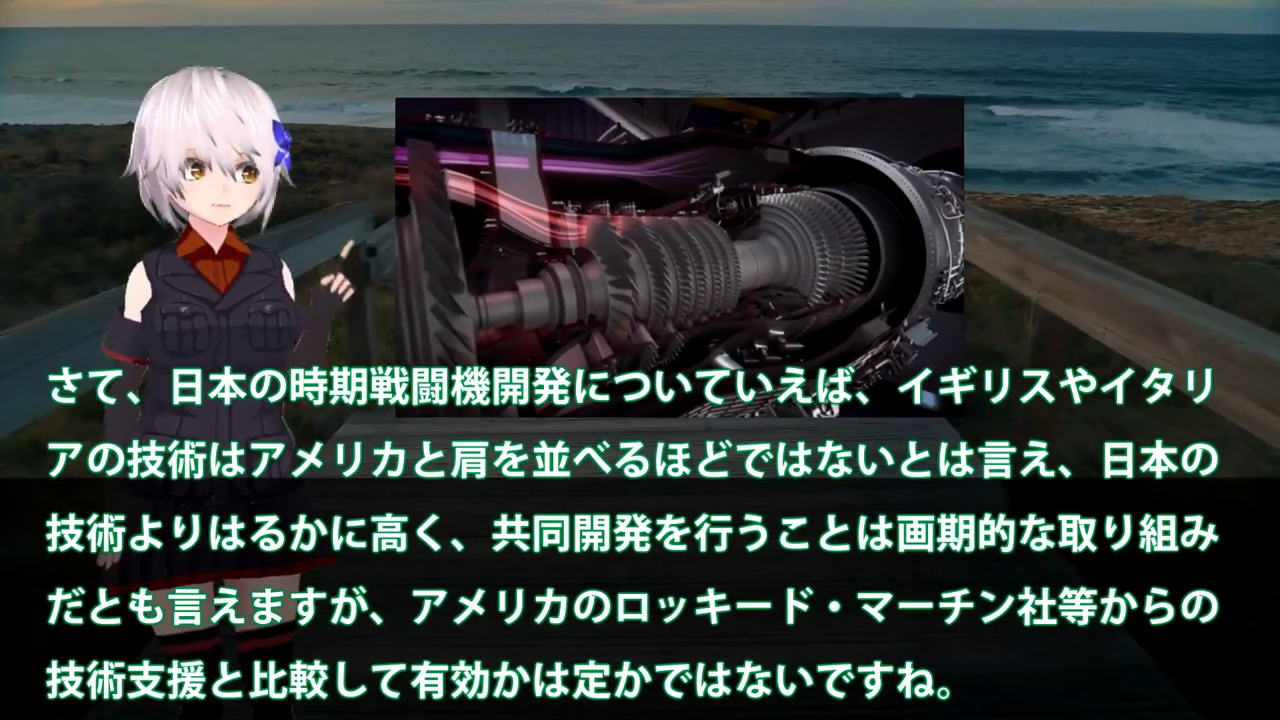 さて、日本の時期戦闘機開発についていえば、イギリスやイタリ
アの技術はアメリカと肩を並べるほどではないとは言え、日本の
技術よりはるかに高く、共同開発を行うことは画期的な取り組み
だとも言えますが、アメリカのロッキード・マーチン社等からの
技術支援と比較して有効かは定かではないですね。